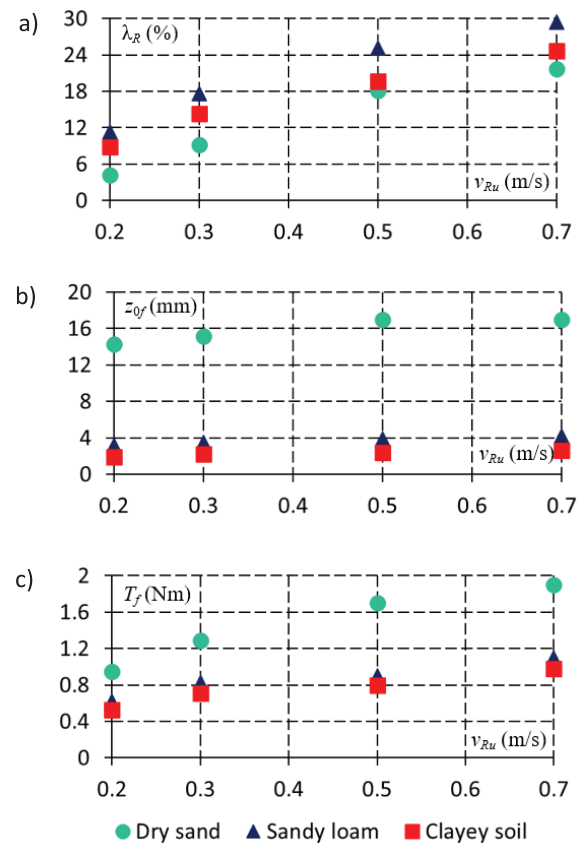 a)
λR (%)
30
24
18
12
6
0
vRu (m/s)
0.2 0.3 0.4 0.5 0.6 0.7
b)
z0f (mm)
20
16
12
8
4
0
vRu (m/s)
0.2 0.3 0.4 0.5 0.6 0.7
c)
Tf (Nm)
2
1.6
1.2
0.8
0.4
0
vRu (m/s)
0.2 0.3 0.4 0.5 0.6 0.7
Dry sand Sandy loam Clayey soil